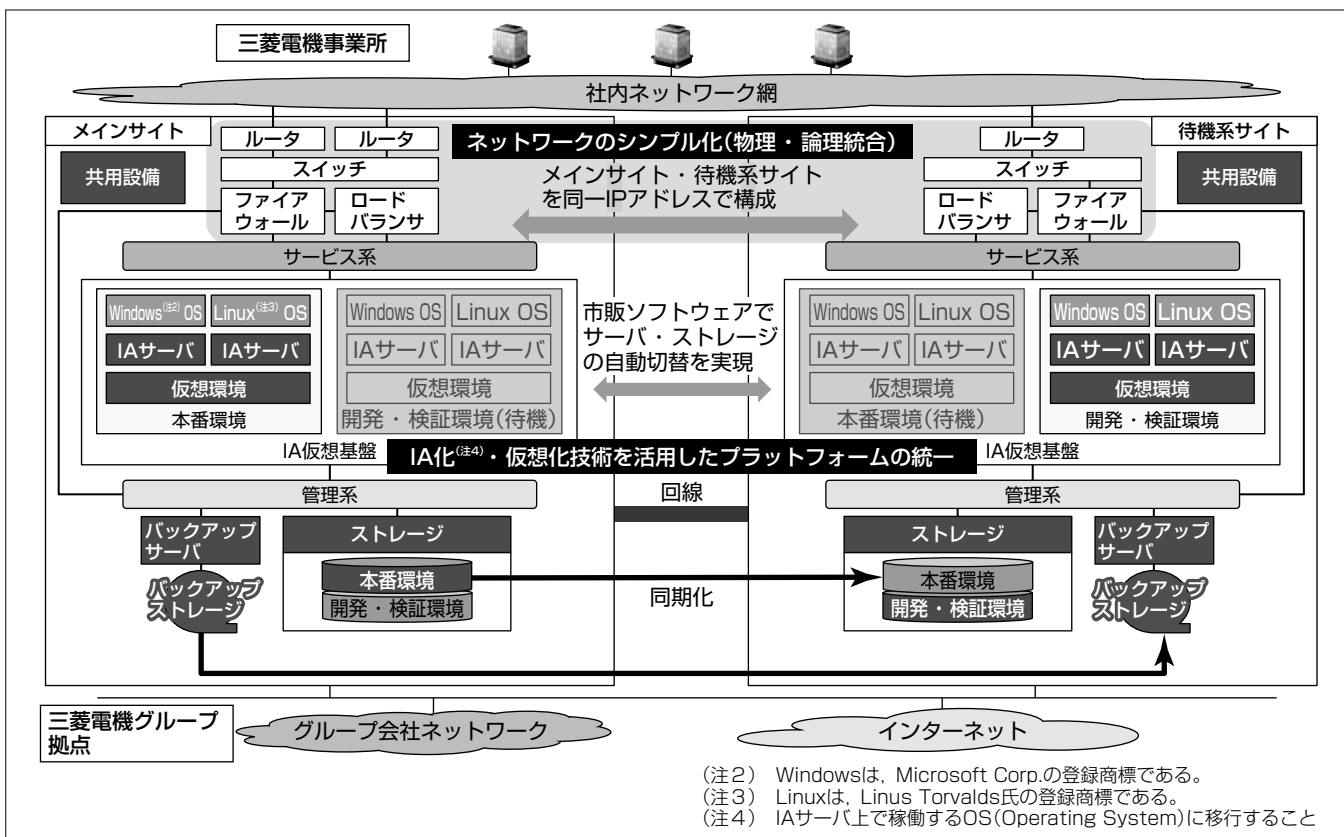 三菱電機事業所
社内ネットワーク網
メインサイト
共用設備
ルータ
ルータ
スイッチ
ファイア
ウォール
ロード
バランサ
ネットワークのシンプル化(物理・論理統合)
メインサイト・待機系サイト
を同一IPアドレスで構成
ルータ
スイッチ
ロード
バランサ
ファイア
ウォール
待機系サイト
共用設備
サービス系
サービス系
Windows(注2) OS
Linux(注3) OS
IAサーバ
IAサーバ
仮想環境
本番環境
Windows OS
Linux OS
IAサーバ
IAサーバ
仮想環境
開発・検証環境(待機)
IA仮想基盤
市販ソフトウェアで
サーバ・ストレージ
の自動切替を実現
Windows OS
Linux OS
IAサーバ
IAサーバ
仮想環境
本番環境(待機)
Windows OS
Linux OS
IAサーバ
IAサーバ
仮想環境
開発・検証環境
IA仮想基盤
IA化(注4)・仮想化技術を活用したプラットフォームの統一
管理系
回線
管理系
バックアップ
サーバ
バックアップ
ストレージ
ストレージ
本番環境
開発・検証環境
同期化
ストレージ
本番環境
開発・検証環境
バックアップ
サーバ
バックアップ
ストレージ
三菱電機グループ
拠点
グループ会社ネットワーク
インターネット
(注2) Windowsは, Microsoft Corp.の登録商標である。
(注3) Linuxは, Linus Torvalds氏の登録商標である。
(注4) IAサーバ上で稼働するOS(Operating System)に移行すること